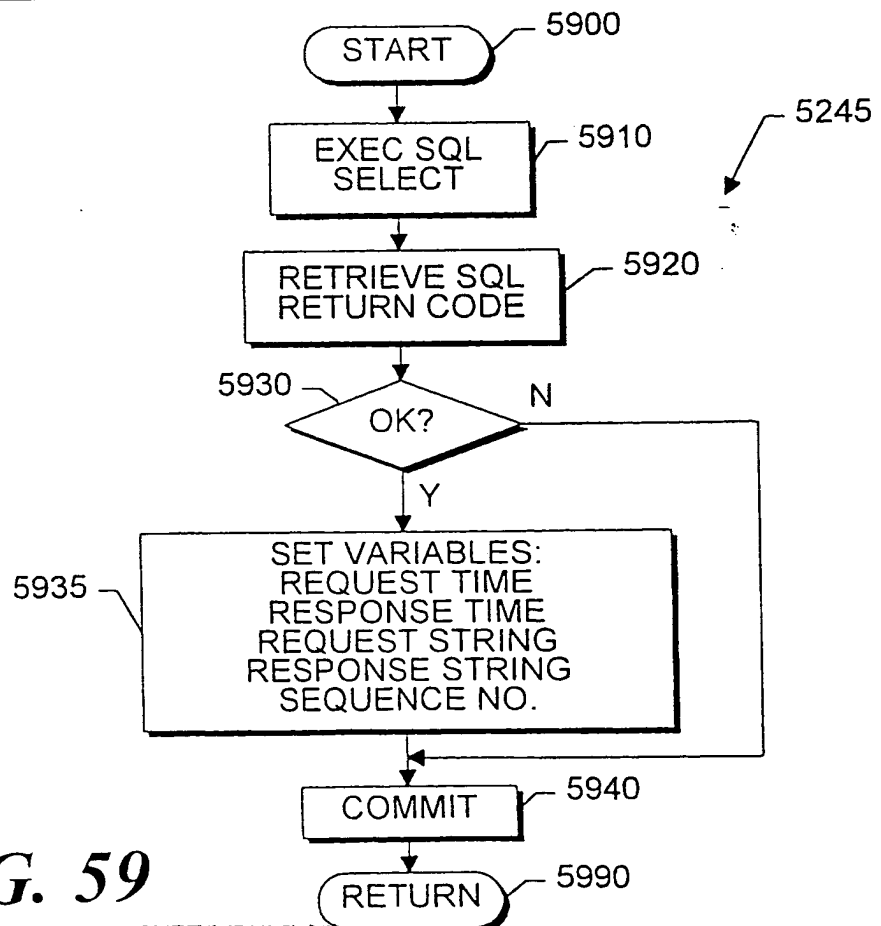 START
5900
5245
EXEC SQL
SELECT
5910
RETRIEVE SQL
RETURN CODE
5920
5930
OK?
N
Y
SET VARIABLES:
REQUEST TIME
RESPONSE TIME
REQUEST STRING
RESPONSE STRING
SEQUENCE NO.
5935
COMMIT
5940
G. 59
RETURN
5990